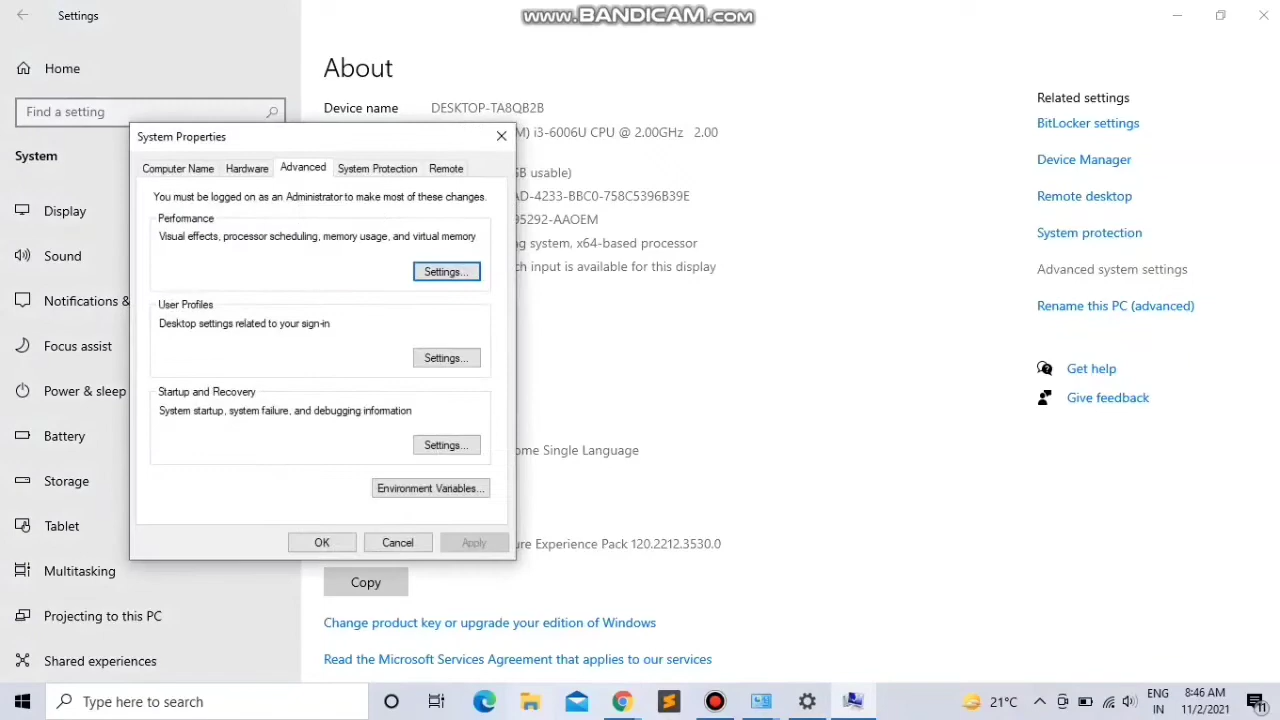 Settings
www.BANDICAM.com
Home
Find a setting
System
Display
Sound
Notifications &
Focus assist
Power & sleep
Battery
Storage
Tablet
Multitasking
Projecting to this PC
Shared experiences
About
Device name DESKTOP-TA8QB2B
M) i3-6006U CPU @ 2.00GHz 2.00
B usable)
AD-4233-BBC0-758C5396B39E
95292-AAOEM
ng system, x64-based processor
ch input is available for this display
ome Single Language
ure Experience Pack 120.2212.3530.0
Copy
Change product key or upgrade your edition of Windows
Read the Microsoft Services Agreement that applies to our services
System Properties
Computer Name Hardware Advanced System Protection Remote
You must be logged on as an Administrator to make most of these changes.
Performance
Visual effects, processor scheduling, memory usage, and virtual memory
Settings...
User Profiles
Desktop settings related to your sign-in
Settings...
Startup and Recovery
System startup, system failure, and debugging information
Settings...
Environment Variables...
OK Cancel Apply
Related settings
BitLocker settings
Device Manager
Remote desktop
System protection
Advanced system settings
Rename this PC (advanced)
Get help
Give feedback
Type here to search
21°C
ENG
IN
8:46 AM
11/2/2021